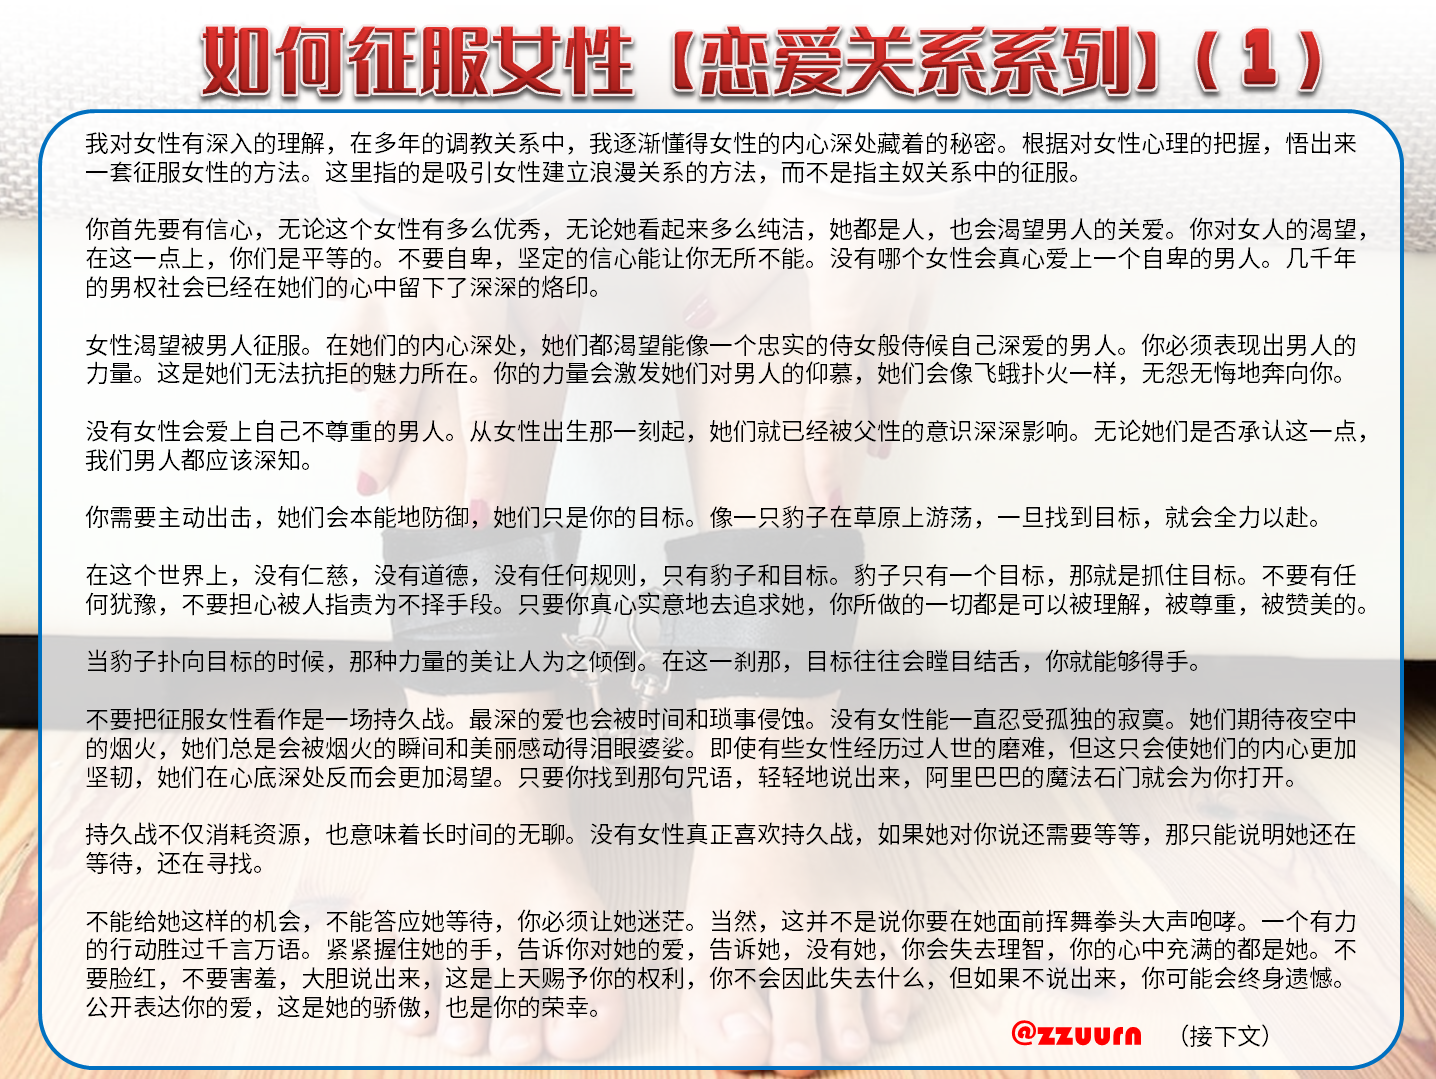 如何征服女性【恋爱关系系列】（1）
我对女性有深入的理解，在多年的调教关系中，我逐渐懂得女性的内心深处藏着的秘密。根据对女性心理的把握，悟出来
一套征服女性的方法。这里指的是吸引女性建立浪漫关系的方法，而不是指主奴关系中的征服。
你首先要有信心，无论这个女性有多么优秀，无论她看起来多么纯洁，她都是人，也会渴望男人的关爱。你对女人的渴望，
在这一点上，你们是平等的。不要自卑，坚定的信心能让你无所不能。没有哪个女性会真心爱上一个自卑的男人。几千年
的男权社会已经在她们的心中留下了深深的烙印。
女性渴望被男人征服。在她们的内心深处，她们都渴望能像一个忠实的侍女般侍候自己深爱的男人。你必须表现出男人的
力量。这是她们无法抗拒的魅力所在。你的力量会激发她们对男人的仰慕，她们会像飞蛾扑火一样，无怨无悔地奔向你。
没有女性会爱上自己不尊重的男人。从女性出生那一刻起，她们就已经被父性的意识深深影响。无论她们是否承认这一点，
我们男人都应该深知。
你需要主动出击，她们会本能地防御，她们只是你的目标。像一只豹子在草原上游荡，一旦找到目标，就会全力以赴。
在这个世界上，没有仁慈，没有道德，没有任何规则，只有豹子和目标。豹子只有一个目标，那就是抓住目标。不要有任
何犹豫，不要担心被人指责为不择手段。只要你真心实意地去追求她，你所做的一切都是可以被理解，被尊重，被赞美的。
当豹子扑向目标的时候，那种力量的美让人为之倾倒。在这一刹那，目标往往会瞠目结舌，你就能够得手。
不要把征服女性看作是一场持久战。最深的爱也会被时间和琐事侵蚀。没有女性能一直忍受孤独的寂寞。她们期待夜空中
的烟火，她们总是会被烟火的瞬间和美丽感动得泪眼婆娑。即使有些女性经历过人世的磨难，但这只会使她们的内心更加
坚韧，她们在心底深处反而会更加渴望。只要你找到那句咒语，轻轻地说出来，阿里巴巴的魔法石门就会为你打开。
持久战不仅消耗资源，也意味着长时间的无聊。没有女性真正喜欢持久战，如果她对你说还需要等等，那只能说明她还在
等待，还在寻找。
不能给她这样的机会，不能答应她等待，你必须让她迷茫。当然，这并不是说你要在她面前挥舞拳头大声咆哮。一个有力
的行动胜过千言万语。紧紧握住她的手，告诉你对她的爱，告诉她，没有她，你会失去理智，你的心中充满的都是她。不
要脸红，不要害羞，大胆说出来，这是上天赐予你的权利，你不会因此失去什么，但如果不说出来，你可能会终身遗憾。
公开表达你的爱，这是她的骄傲，也是你的荣幸。
@zzuurn （接下文）